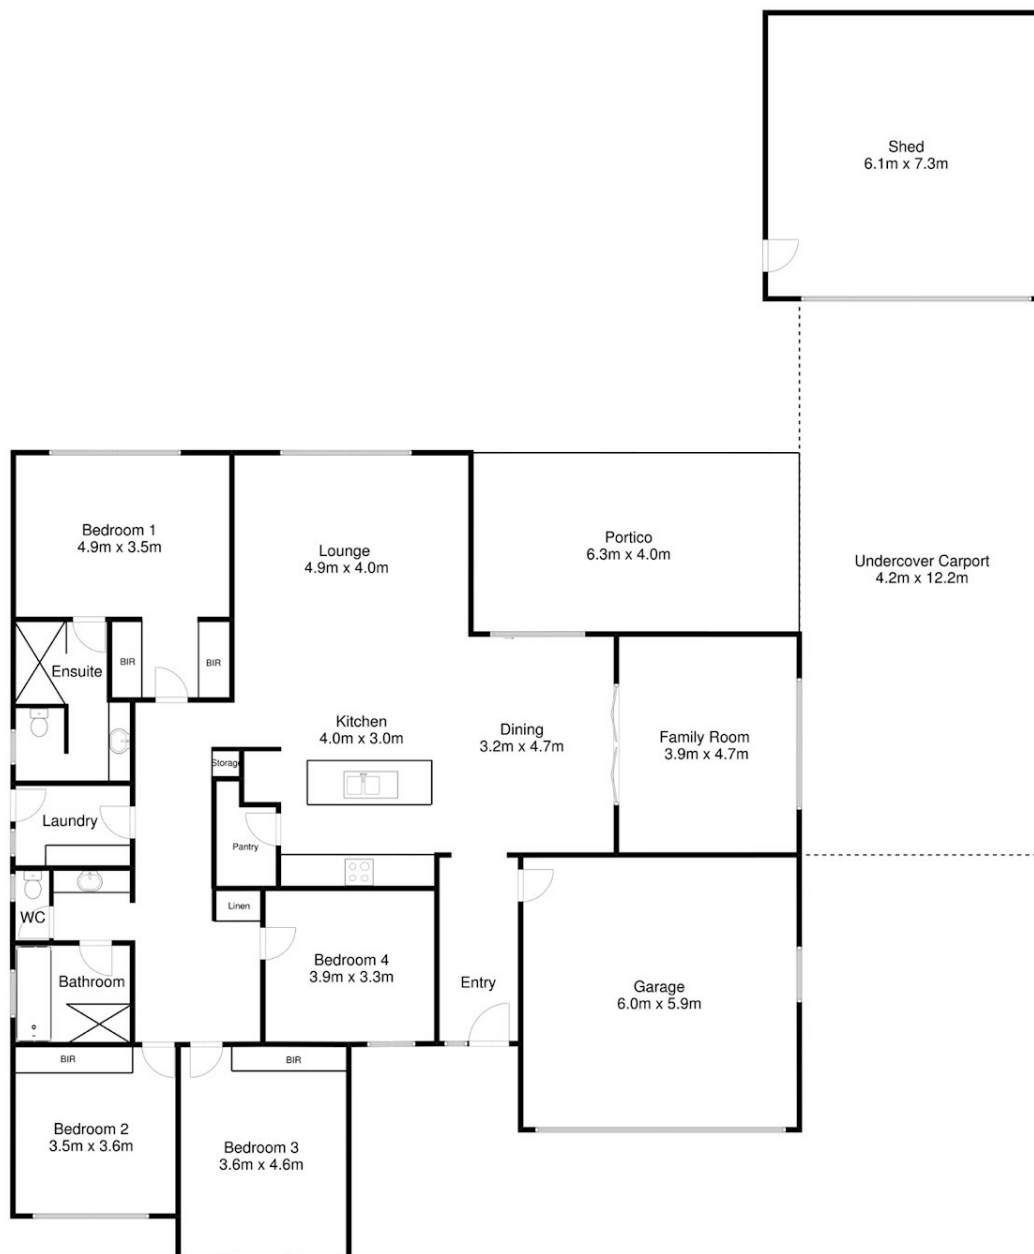 Shed
6.1m x 7.3m
Bedroom 1
4.9m x 3.5m
Lounge
4.9m x 4.0m
Portico
6.3m x 4.0m
Undercover Carport
4.2m x 12.2m
BIR
BIR
Ensuite
Kitchen
4.0m x 3.0m
Dining
3.2m x 4.7m
Family Room
3.9m x 4.7m
Storage
Laundry
Pantry
Linen
WC
Bedroom 4
3.9m x 3.3m
Bathroom
Entry
Garage
6.0m x 5.9m
BIR
BIR
Bedroom 2
3.5m x 3.6m
Bedroom 3
3.6m x 4.6m